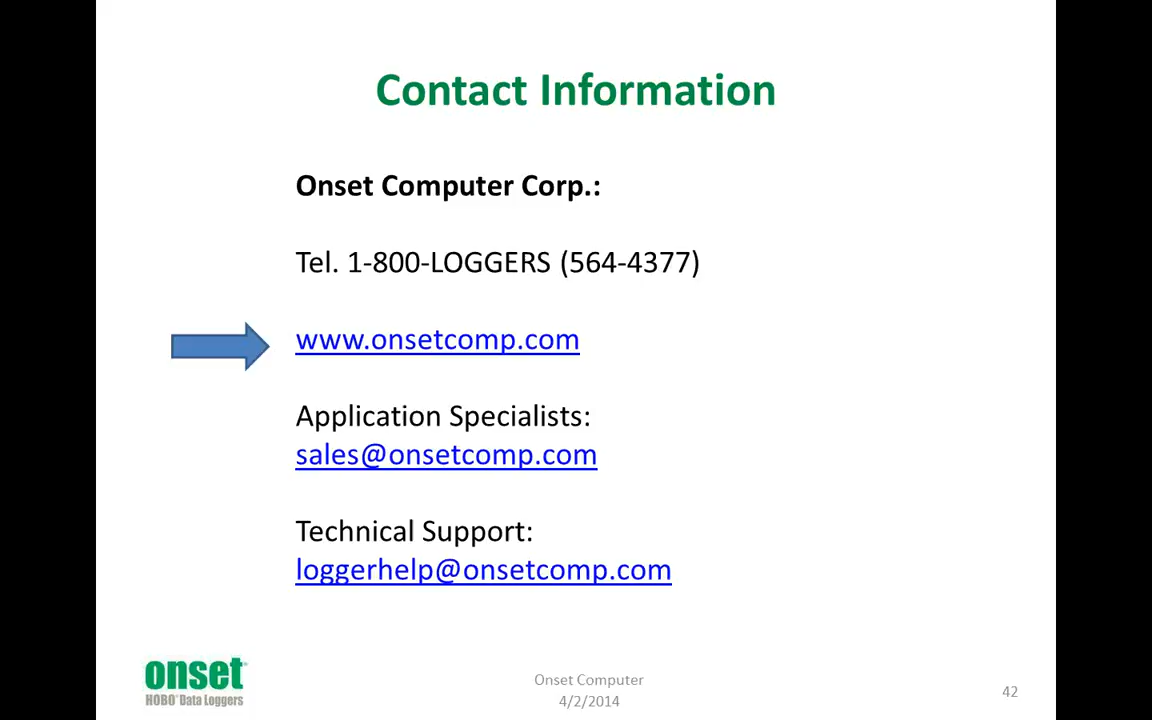 Contact Information
Onset Computer Corp.:
Tel. 1-800-LOGGERS (564-4377)
www.onsetcomp.com
Application Specialists:
sales@onsetcomp.com
Technical Support:
loggerhelp@onsetcomp.com
onset
HOBO® Data Loggers
Onset Computer
4/2/2014
42